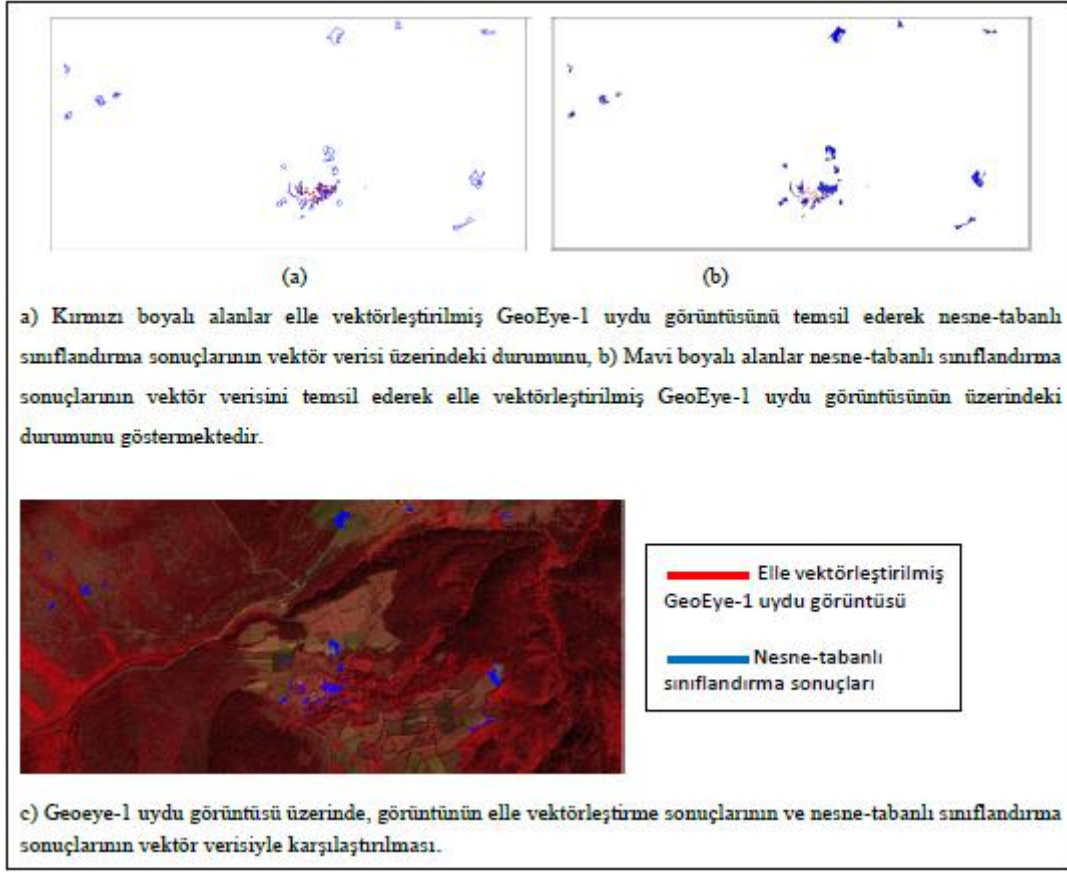 (a) (b)
a) Kırmızı boyalı alanlar elle vektörleştirilmiş GeoEye-1 uydu görüntüsünü temsil ederek nesne-tabanlı
sınıflandırma sonuçlarının vektör verisi üzerindeki durumunu, b) Mavi boyalı alanlar nesne-tabanlı sınıflandırma
sonuçlarının vektör verisini temsil ederek elle vektörleştirilmiş GeoEye-1 uydu görüntüsünün üzerindeki
durumunu göstermektedir.
Elle vektörleştirilmiş
GeoEye-1 uydu görüntüsü
Nesne-tabanlı
sınıflandırma sonuçları
c) Geoeye-1 uydu görüntüsü üzerinde, görüntünün elle vektörleştirme sonuçlarının ve nesne-tabanlı sınıflandırma
sonuçlarının vektör verisiyle karşılaştırılması.